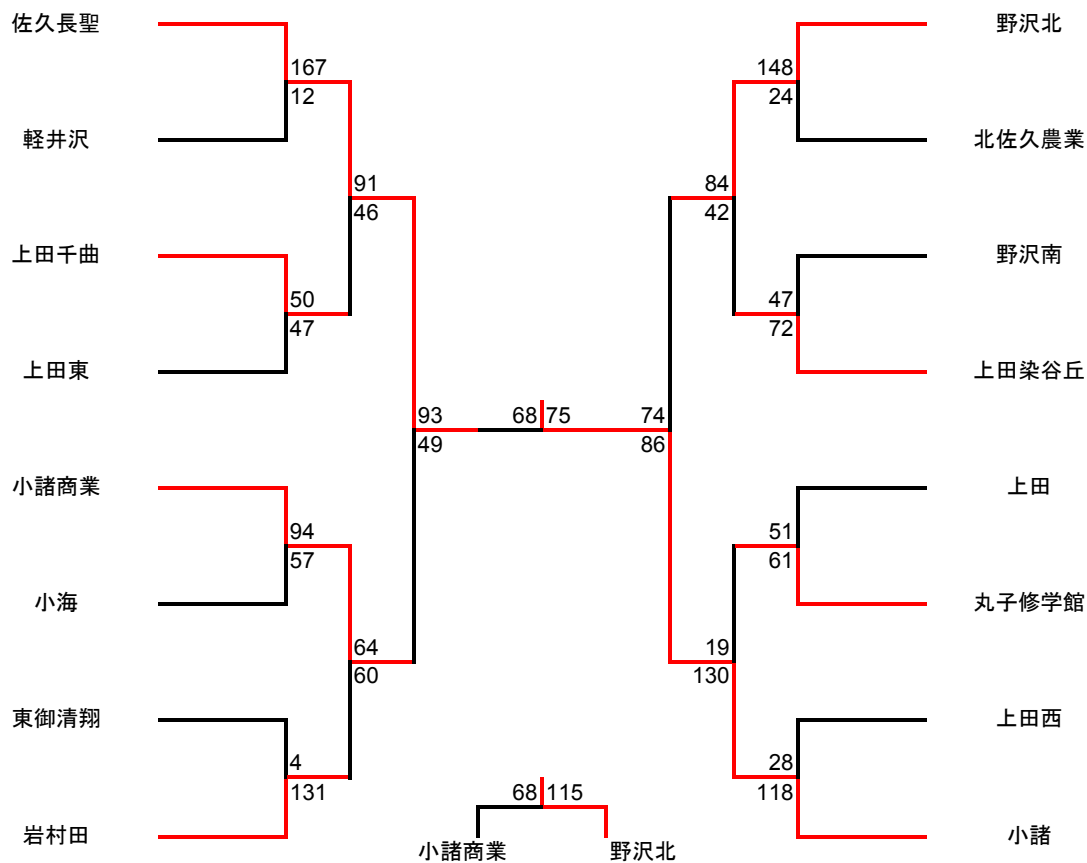 佐久長聖
野沢北
167
148
12
24
軽井沢
北佐久農業
91
84
46
42
上田千曲
野沢南
50
47
47
72
上田東
上田染谷丘
93
68 75
74
49
86
小諸商業
上田
94
51
57
61
小海
丸子修学館
64
19
60
130
東御清翔
上田西
4
28
131
68 115
118
岩村田
小諸商業
野沢北
小諸